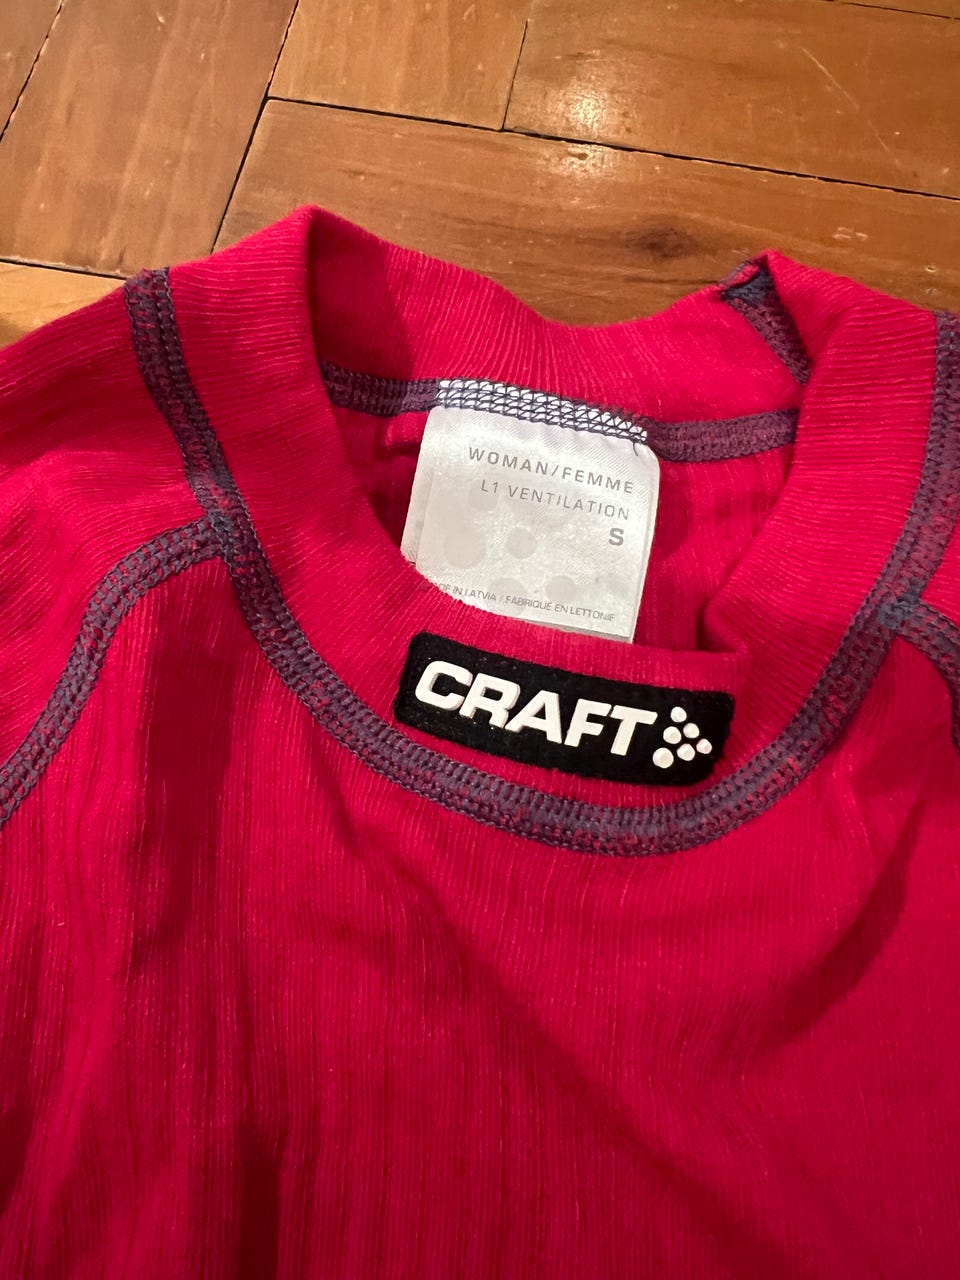 WOMAN/FEMME
L1 VENTILATION
S
IN LATVIA / FABRIQUÉ EN LETTONIE
CRAFT